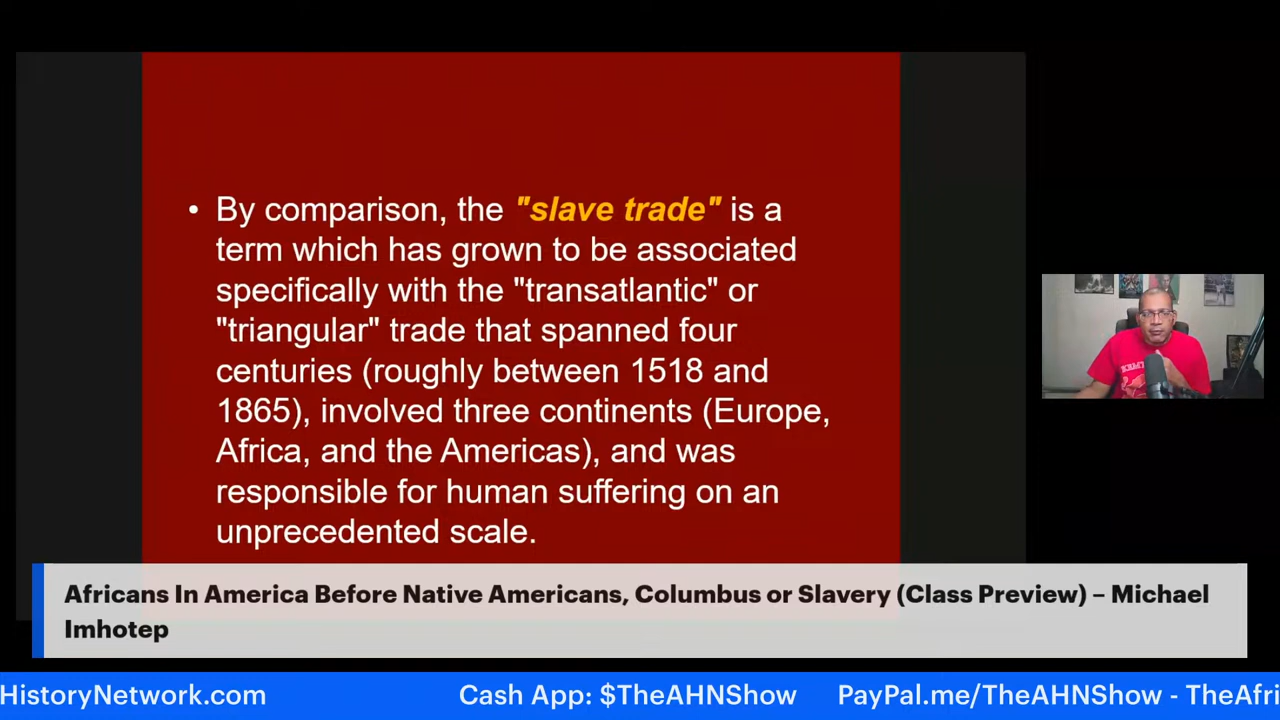 • By comparison, the "slave trade" is a
term which has grown to be associated
specifically with the "transatlantic" or
"triangular" trade that spanned four
centuries (roughly between 1518 and
1865), involved three continents (Europe,
Africa, and the Americas), and was
responsible for human suffering on an
unprecedented scale.
Africans In America Before Native Americans, Columbus or Slavery (Class Preview) – Michael
Imhotep
HistoryNetwork.com Cash App: $TheAHNShow PayPal.me/TheAHNShow - TheAfri